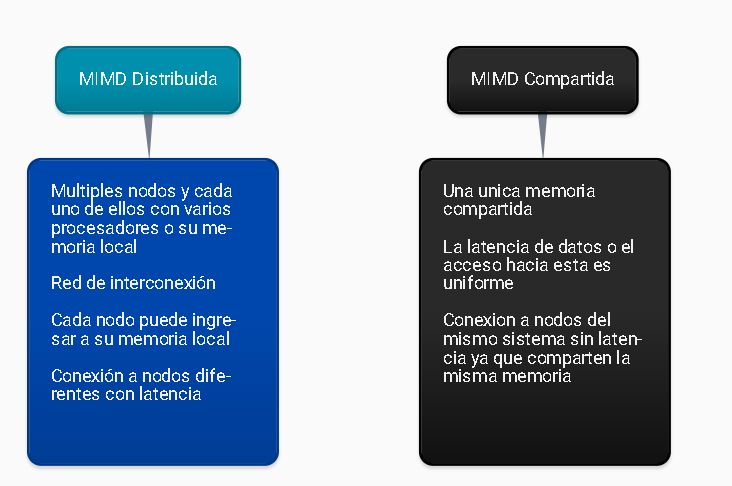 MIMD Distribuida
Multiples nodos y cada
uno de ellos con varios
procesadores o su me-
moria local
Red de interconexión
Cada nodo puede ingre-
sar a su memoria local
Conexión a nodos dife-
rentes con latencia
MIMD Compartida
Una unica memoria
compartida
La latencia de datos o el
acceso hacia esta es
uniforme
Conexion a nodos del
mismo sistema sin laten-
cia ya que comparten la
misma memoria